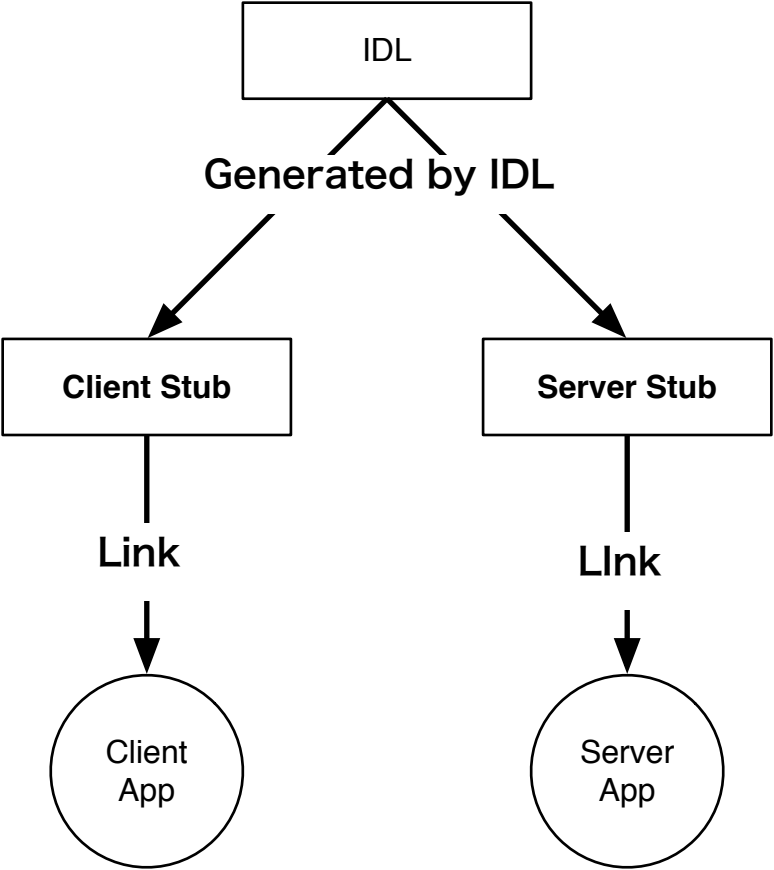 IDL
Generated by IDL
Client Stub
Server Stub
Link
LInk
Client
App
Server
App